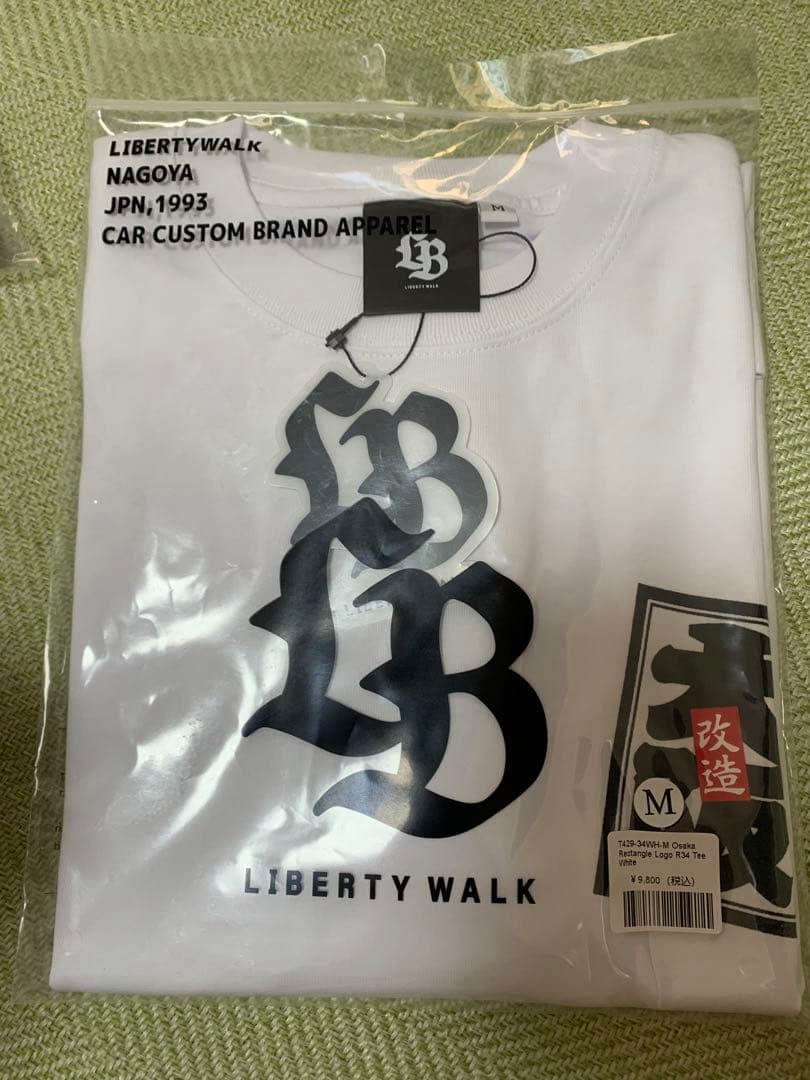 LIBERTYWALK
NAGOYA
JPN,1993
CAR CUSTOM BRAND APPAREL
M
LB
LIBERTY WALK
LB
LB
LIBERTY WALK
改造
M
T429-34WH-M Osaka
Rectangle Logo R34 Tee
White
¥9,800 (税込)